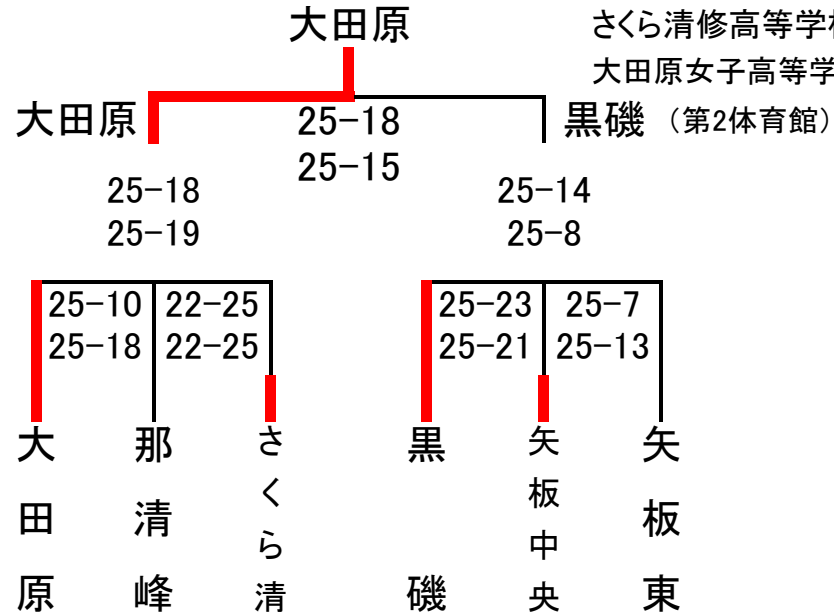 大田原
さくら清修高等学校
大田原女子高等学
大田原
25-18
25-15
黒磯 (第2体育館)
25-18
25-19
25-14
25-8
25-10 22-25
25-18 22-25
25-23 25-7
25-21 25-13
大田原
那清峰
さくら清
黒磯
矢板中央
矢板東